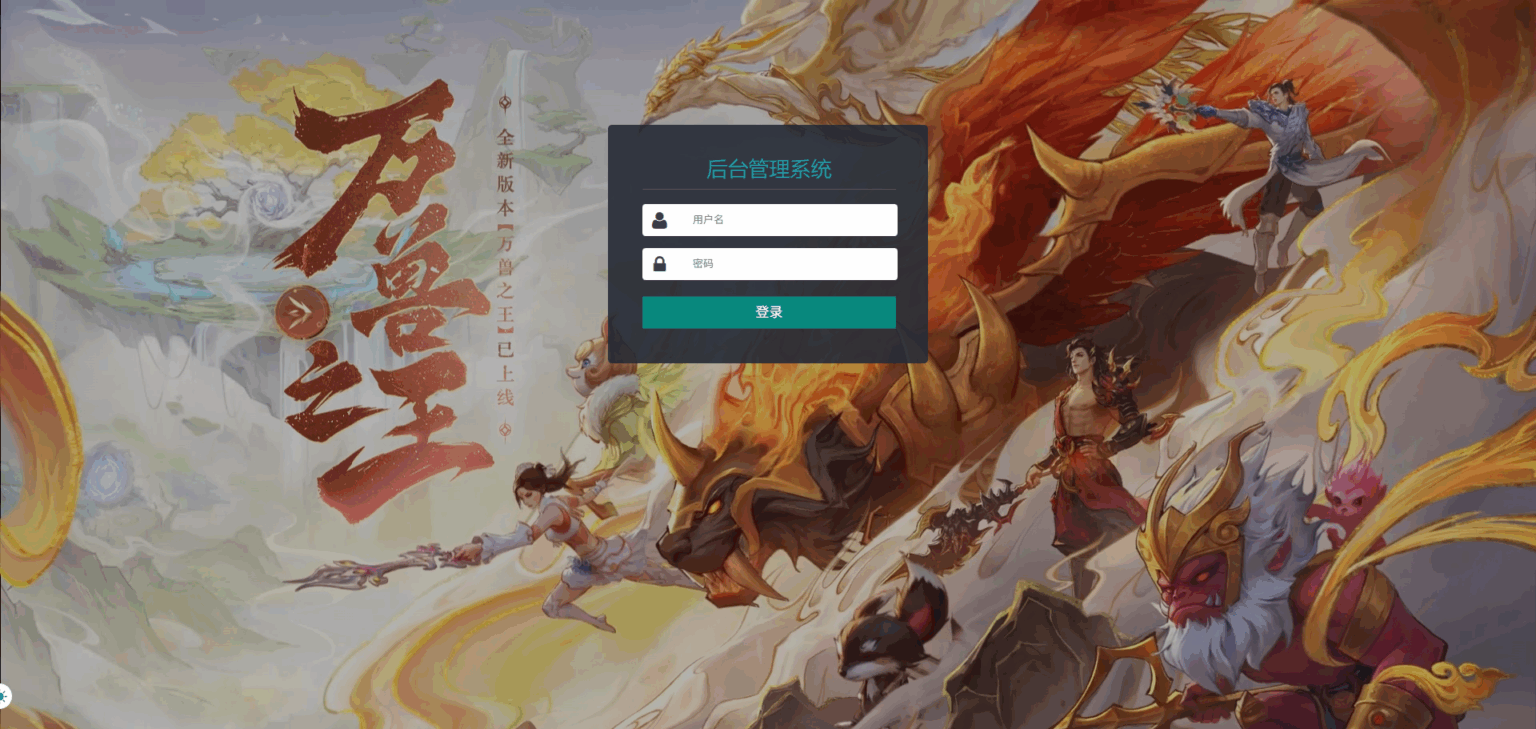 万兽之王
全新版本【万兽之王】已上线
后台管理系统
用户名
密码
登录